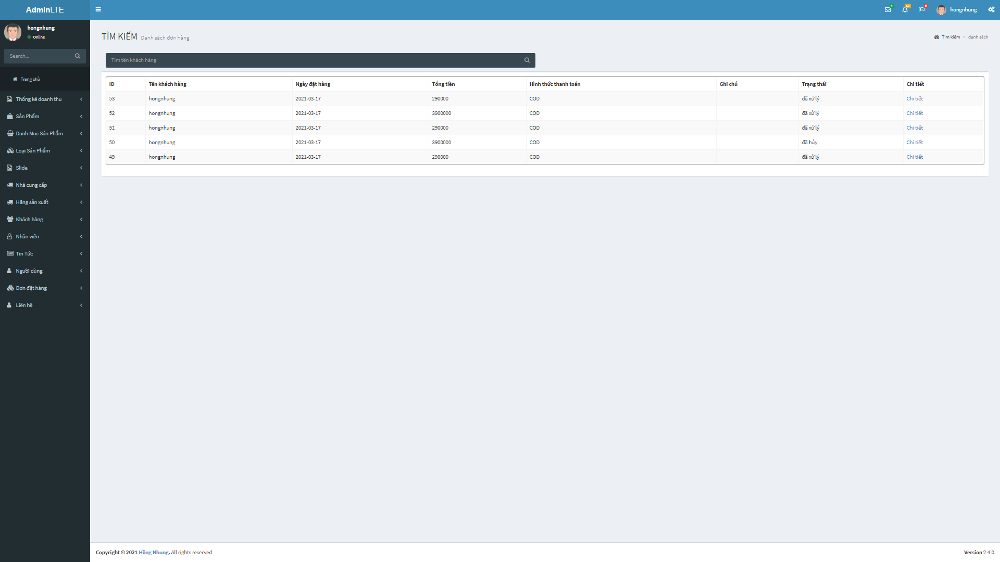 AdminLTE
4
10
9
hongnhung
hongnhung
Online
Search...
Trang chủ
Thống kê doanh thu
Sản Phẩm
Danh Mục Sản Phẩm
Loại Sản Phẩm
Slide
Nhà cung cấp
Hãng sản xuất
Khách hàng
Nhân viên
Tin Tức
Người dùng
Đơn đặt hàng
Liên hệ
TÌM KIẾM Danh sách đơn hàng
Tìm kiếm > danh sách
Tìm tên khách hàng
ID Tên khách hàng Ngày đặt hàng Tổng tiền Hình thức thanh toán Ghi chú Trạng thái Chi tiết
53 hongnhung 2021-03-17 290000 COD đã xử lý Chi tiết
52 hongnhung 2021-03-17 3900000 COD đã xử lý Chi tiết
51 hongnhung 2021-03-17 290000 COD đã xử lý Chi tiết
50 hongnhung 2021-03-17 3900000 COD đã hủy Chi tiết
49 hongnhung 2021-03-17 290000 COD đã xử lý Chi tiết
Copyright © 2021 Hồng Nhung. All rights reserved.
Version 2.4.0